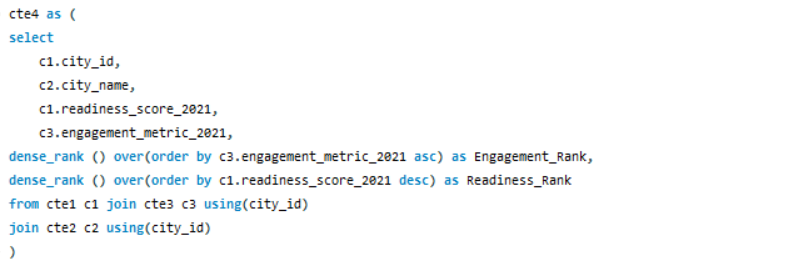 cte4 as (
select
c1.city_id,
c2.city_name,
c1.readiness_score_2021,
c3.engagement_metric_2021,
dense_rank () over(order by c3.engagement_metric_2021 asc) as Engagement_Rank,
dense_rank () over(order by c1.readiness_score_2021 desc) as Readiness_Rank
from cte1 c1 join cte3 c3 using(city_id)
join cte2 c2 using(city_id)
)